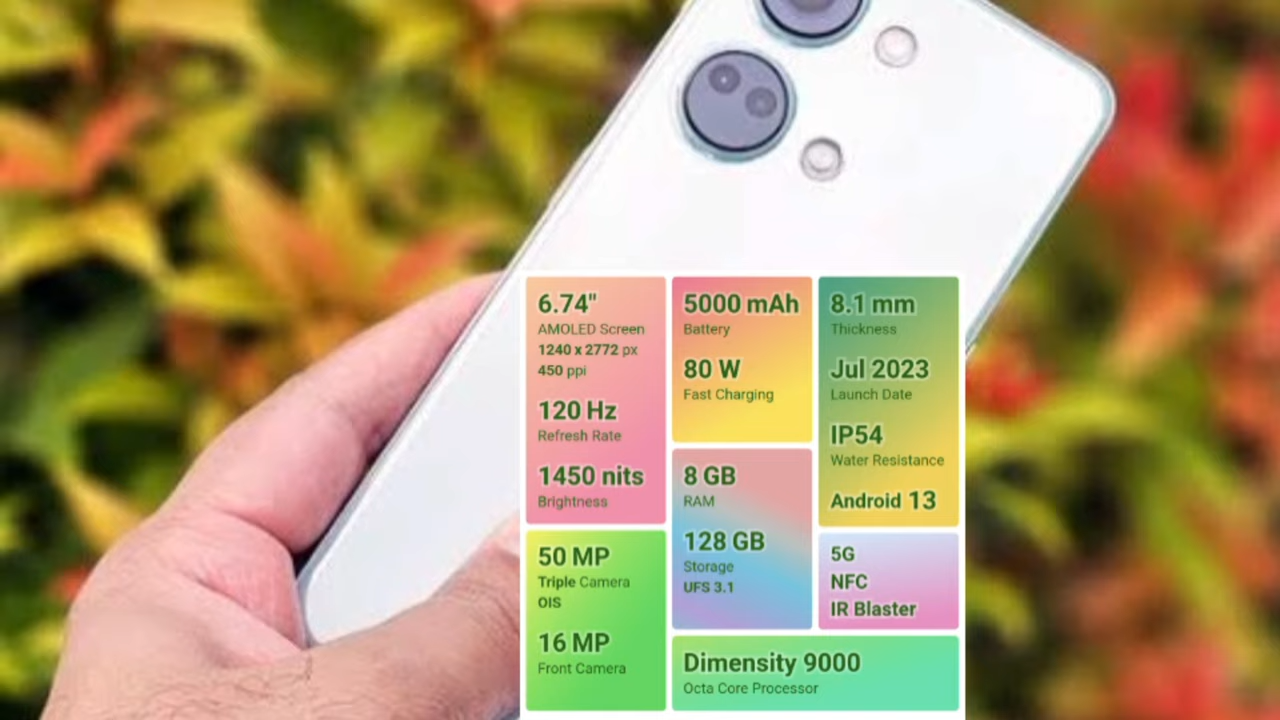 6.74"
AMOLED Screen
1240 x 2772 px
450 ppi
120 Hz
Refresh Rate
1450 nits
Brightness
50 MP
Triple Camera
OIS
16 MP
Front Camera
5000 mAh
Battery
80 W
Fast Charging
8 GB
RAM
128 GB
Storage
UFS 3.1
8.1 mm
Thickness
Jul 2023
Launch Date
IP54
Water Resistance
Android 13
5G
NFC
IR Blaster
Dimensity 9000
Octa Core Processor